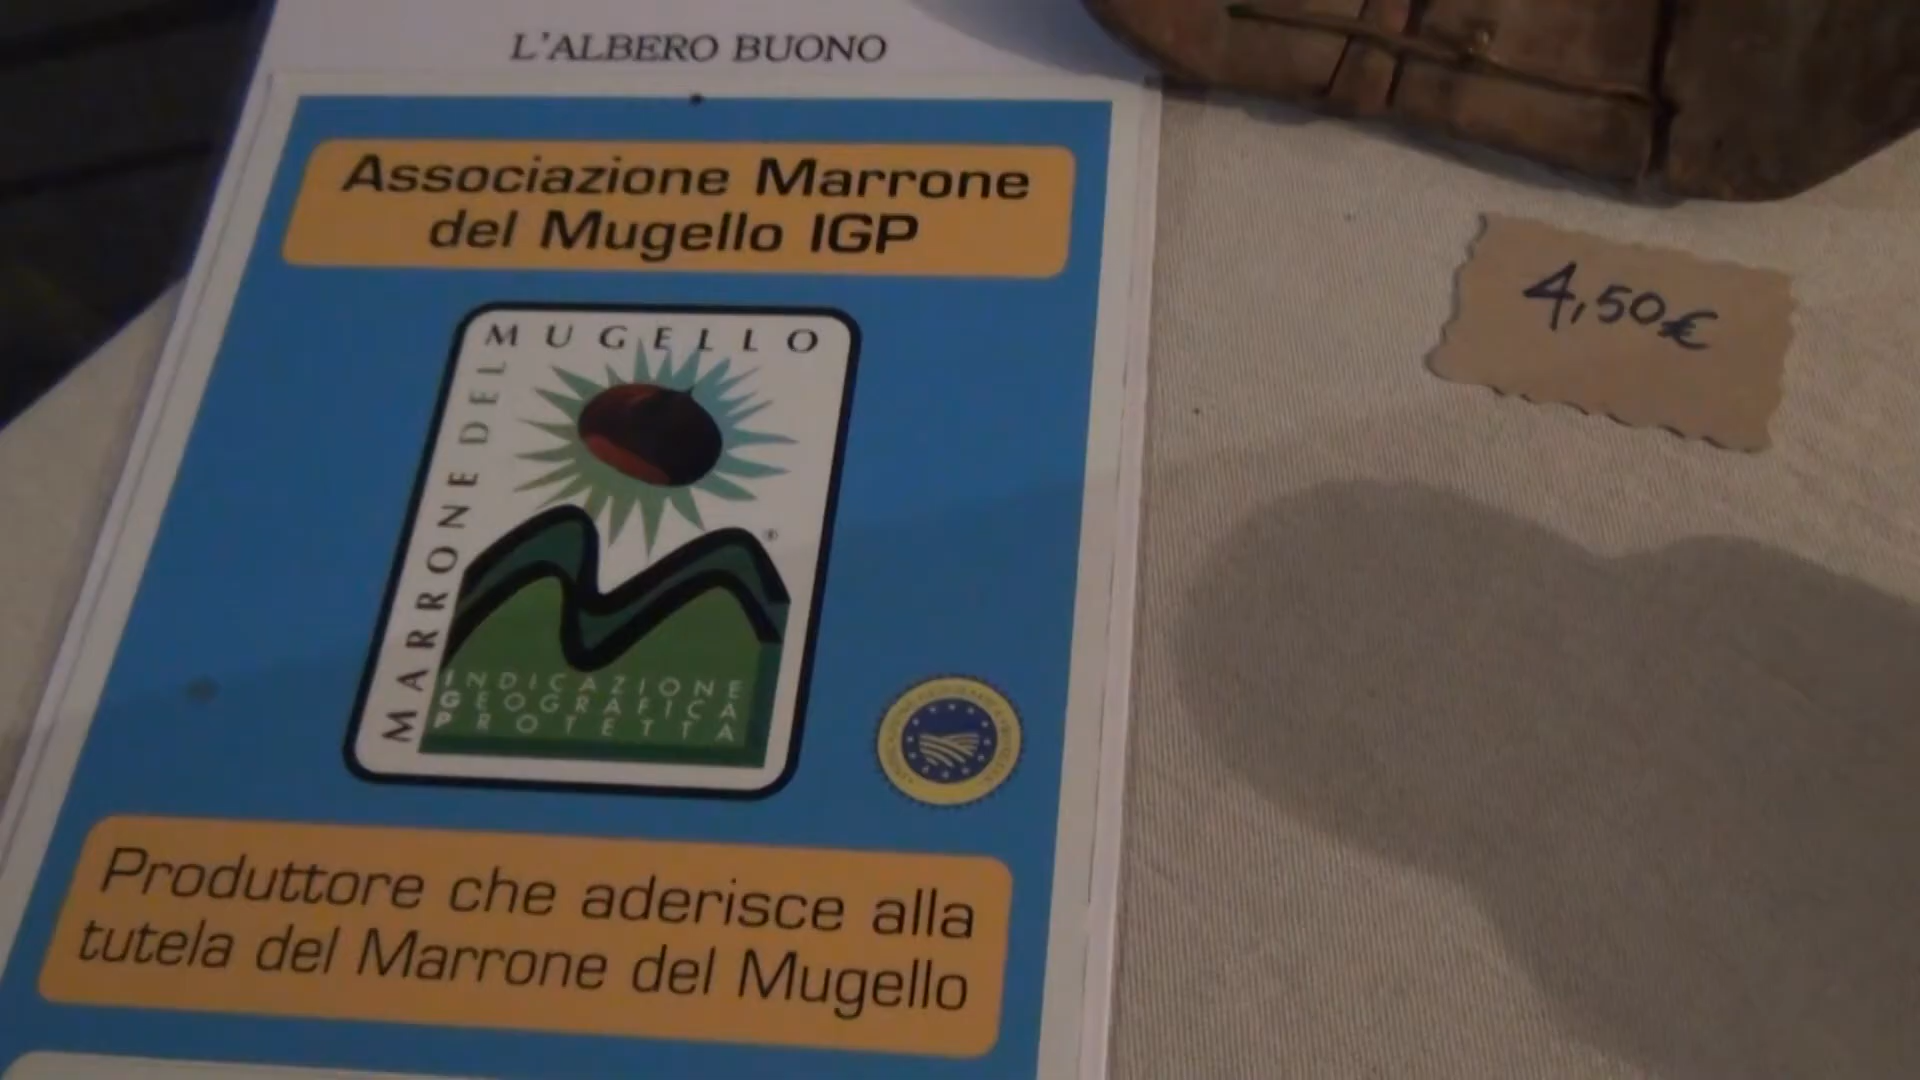 L'ALBERO BUONO
Associazione Marrone
del Mugello IGP
MARRONE DEL
MUGELLO
INDICAZIONE
GEOGRAFICA
PROTETTA
®
4,50€
Produttore che aderisce alla
tutela del Marrone del Mugello